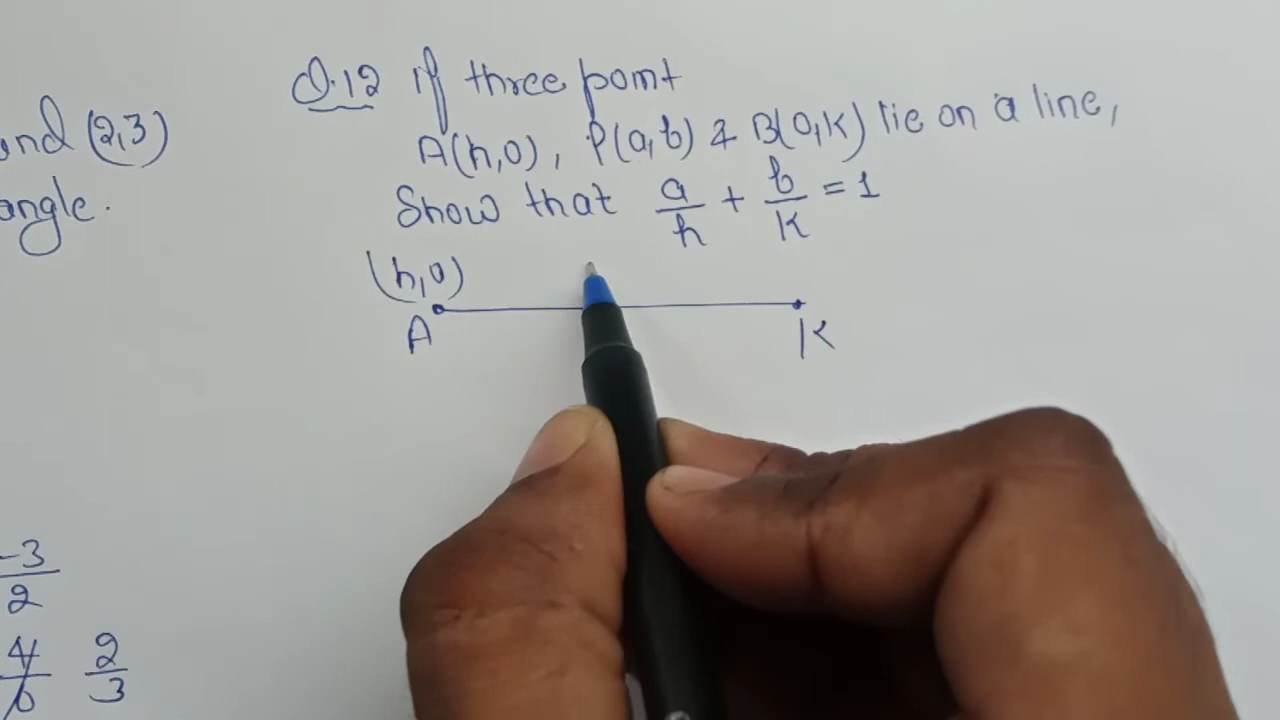 and (2,3)
angle.
Q.12 If three point
A(h,0), P(a,b) & B(0,K) lie on a line,
Show that a/h + b/K = 1
(h,0)
A K
-3/2
4/6 2/3